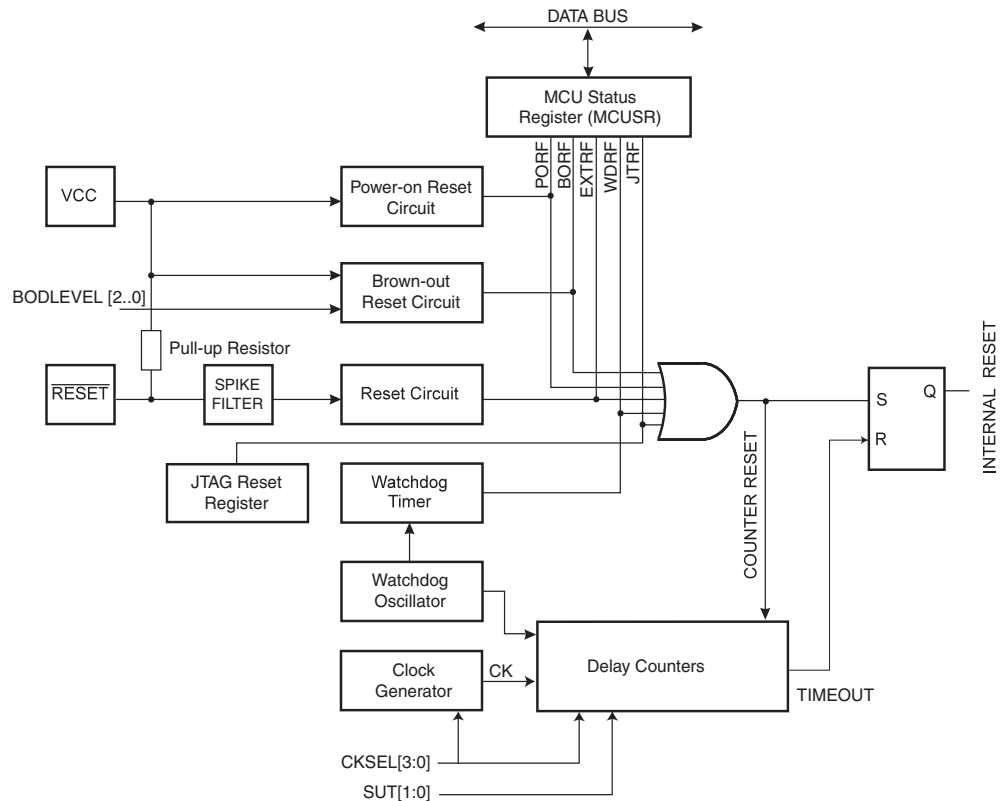 DATA BUS
MCU Status
Register (MCUSR)
PORF
BORF
EXTRF
WDRF
JTRF
VCC
Power-on Reset
Circuit
Brown-out
Reset Circuit
BODLEVEL [2..0]
Pull-up Resistor
RESET
SPIKE
FILTER
Reset Circuit
JTAG Reset
Register
Watchdog
Timer
Watchdog
Oscillator
Clock
Generator
CK
Delay Counters
COUNTER RESET
S
R
Q
INTERNAL RESET
TIMEOUT
CKSEL[3:0]
SUT[1:0]